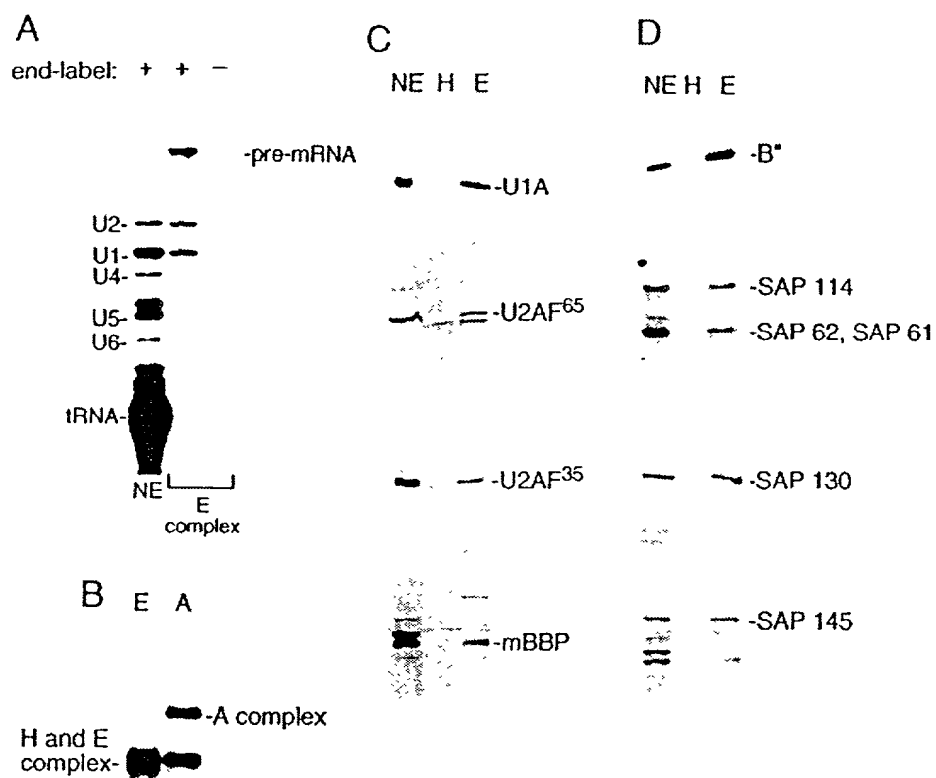 A
end-label: + + −
-pre-mRNA
U2-
U1-
U4-
U5-
U6-
tRNA-
NE
E
complex
B
E A
-A complex
H and E
complex-
C
NE H E
-U1A
-U2AF65
-U2AF35
-mBBP
D
NE H E
-B"
-SAP 114
-SAP 62, SAP 61
-SAP 130
-SAP 145